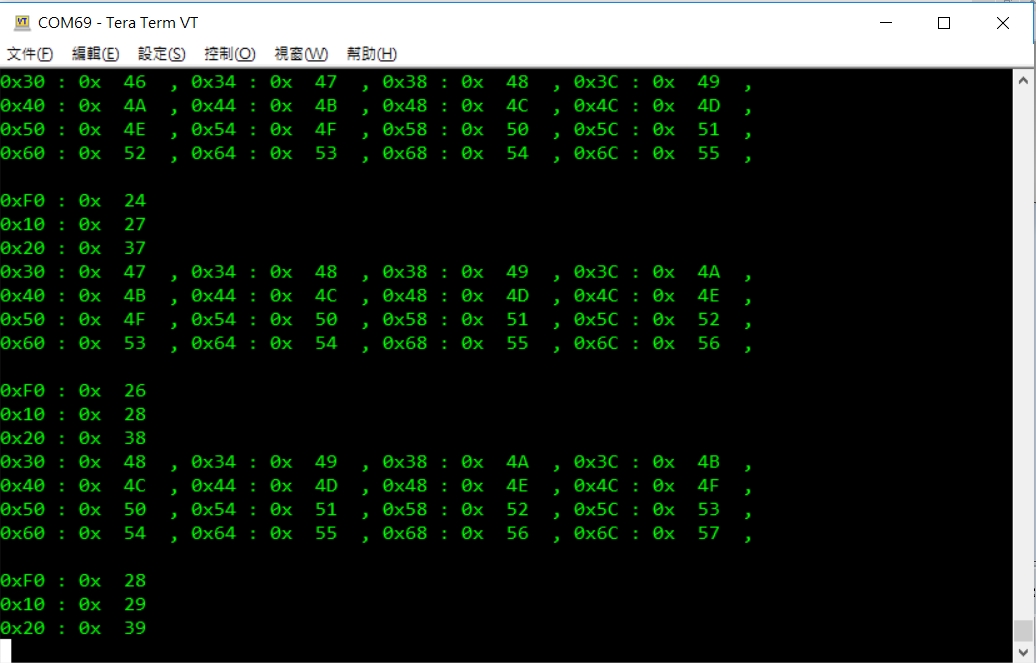 COM69 - Tera Term VT
文件(F) 編輯(E) 設定(S) 控制(O) 視窗(W) 幫助(H)
0x30 : 0x  46  , 0x34 : 0x  47  , 0x38 : 0x  48  , 0x3C : 0x  49  ,
0x40 : 0x  4A  , 0x44 : 0x  4B  , 0x48 : 0x  4C  , 0x4C : 0x  4D  ,
0x50 : 0x  4E  , 0x54 : 0x  4F  , 0x58 : 0x  50  , 0x5C : 0x  51  ,
0x60 : 0x  52  , 0x64 : 0x  53  , 0x68 : 0x  54  , 0x6C : 0x  55  ,
0xF0 : 0x  24
0x10 : 0x  27
0x20 : 0x  37
0x30 : 0x  47  , 0x34 : 0x  48  , 0x38 : 0x  49  , 0x3C : 0x  4A  ,
0x40 : 0x  4B  , 0x44 : 0x  4C  , 0x48 : 0x  4D  , 0x4C : 0x  4E  ,
0x50 : 0x  4F  , 0x54 : 0x  50  , 0x58 : 0x  51  , 0x5C : 0x  52  ,
0x60 : 0x  53  , 0x64 : 0x  54  , 0x68 : 0x  55  , 0x6C : 0x  56  ,
0xF0 : 0x  26
0x10 : 0x  28
0x20 : 0x  38
0x30 : 0x  48  , 0x34 : 0x  49  , 0x38 : 0x  4A  , 0x3C : 0x  4B  ,
0x40 : 0x  4C  , 0x44 : 0x  4D  , 0x48 : 0x  4E  , 0x4C : 0x  4F  ,
0x50 : 0x  50  , 0x54 : 0x  51  , 0x58 : 0x  52  , 0x5C : 0x  53  ,
0x60 : 0x  54  , 0x64 : 0x  55  , 0x68 : 0x  56  , 0x6C : 0x  57  ,
0xF0 : 0x  28
0x10 : 0x  29
0x20 : 0x  39